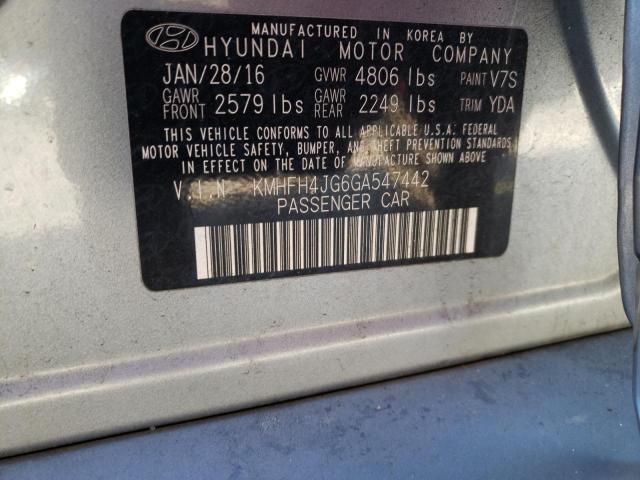 MANUFACTURED IN KOREA BY
HYUNDAI MOTOR COMPANY
JAN/28/16 GVWR 4806 lbs PAINT V7S
GAWR FRONT 2579 lbs GAWR REAR 2249 lbs TRIM YDA
THIS VEHICLE CONFORMS TO ALL APPLICABLE U.S.A. FEDERAL
MOTOR VEHICLE SAFETY, BUMPER, AND THEFT PREVENTION STANDARDS
IN EFFECT ON THE DATE OF MANUFACTURE SHOWN ABOVE.
V.I.N KMHFH4JG6GA547442
PASSENGER CAR